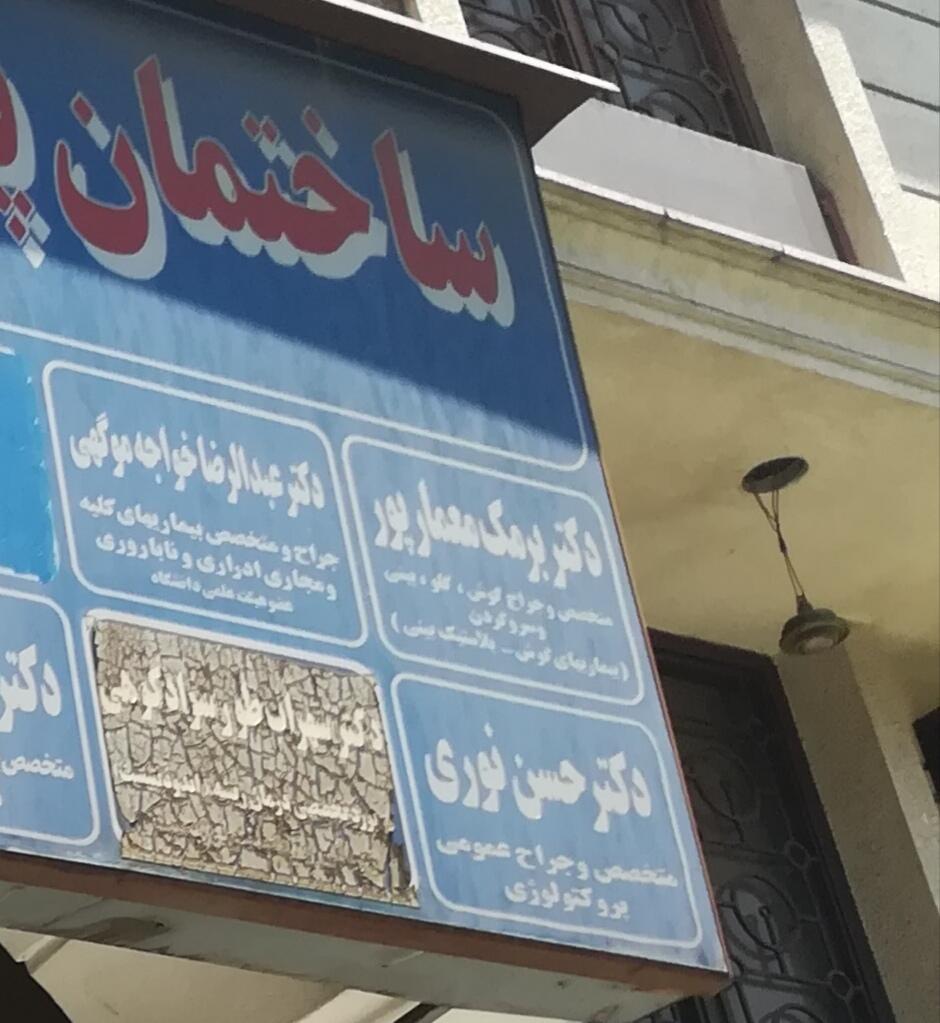 ساختمان
دکتر برمک معمارپور
متخصص و جراح گوش ، گلو ، بینی
و سر و گردن
( بیماریهای گوش - پلاستیک بینی )
دکتر عبدالرضا خواجه موگهی
جراح و متخصص بیماریهای کلیه
و مجاری ادراری و ناباروری
عضو هیئت علمی دانشگاه
دکتر حسن نوری
متخصص و جراح عمومی
پروکتولوژی
دکتر
دکتر
متخصص